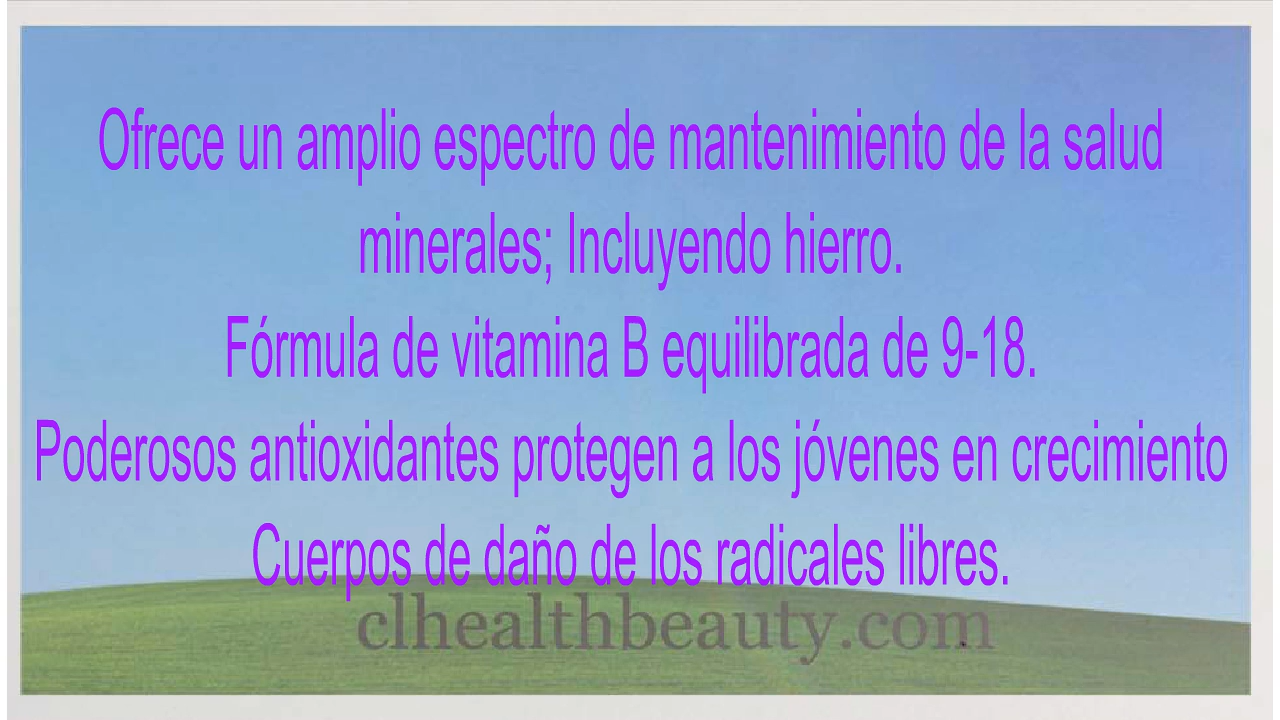 Ofrece un amplio espectro de mantenimiento de la salud
minerales; Incluyendo hierro.
Fórmula de vitamina B equilibrada de 9-18.
Poderosos antioxidantes protegen a los jóvenes en crecimiento
Cuerpos de daño de los radicales libres.
clhealthbeauty.com